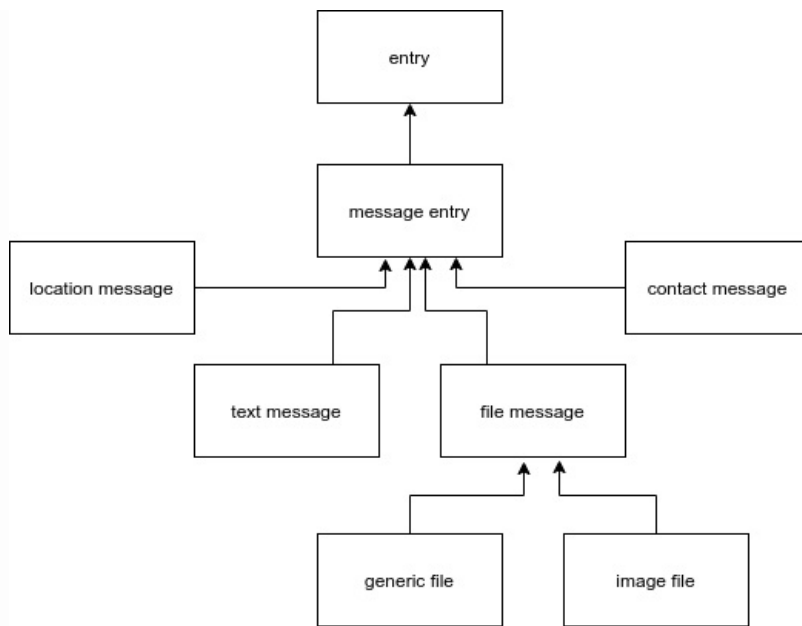 entry
message entry
location message
contact message
text message
file message
generic file
image file